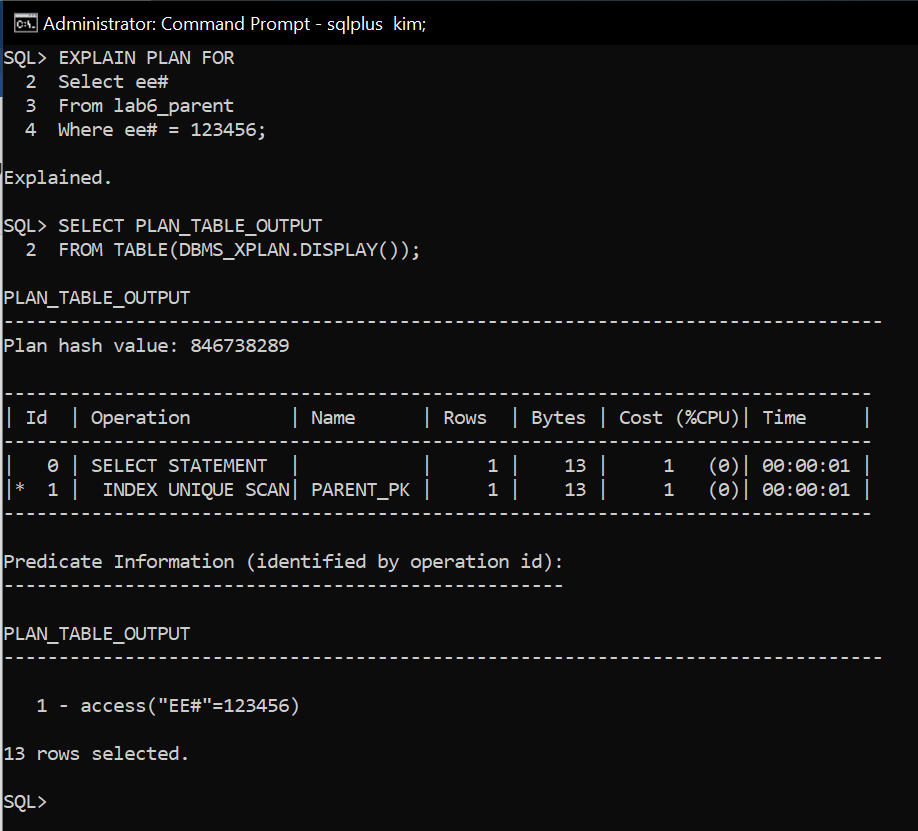 Administrator: Command Prompt - sqlplus  kim;
SQL> EXPLAIN PLAN FOR
  2  Select ee#
  3  From lab6_parent
  4  Where ee# = 123456;
Explained.
SQL> SELECT PLAN_TABLE_OUTPUT
  2  FROM TABLE(DBMS_XPLAN.DISPLAY());
PLAN_TABLE_OUTPUT
--------------------------------------------------------------------------------
Plan hash value: 846738289
-------------------------------------------------------------------------------
| Id  | Operation         | Name      | Rows  | Bytes | Cost (%CPU)| Time     |
-------------------------------------------------------------------------------
|   0 | SELECT STATEMENT  |           |     1 |    13 |     1   (0)| 00:00:01 |
|*  1 |  INDEX UNIQUE SCAN| PARENT_PK |     1 |    13 |     1   (0)| 00:00:01 |
-------------------------------------------------------------------------------
Predicate Information (identified by operation id):
---------------------------------------------------
PLAN_TABLE_OUTPUT
--------------------------------------------------------------------------------
   1 - access("EE#"=123456)
13 rows selected.
SQL>